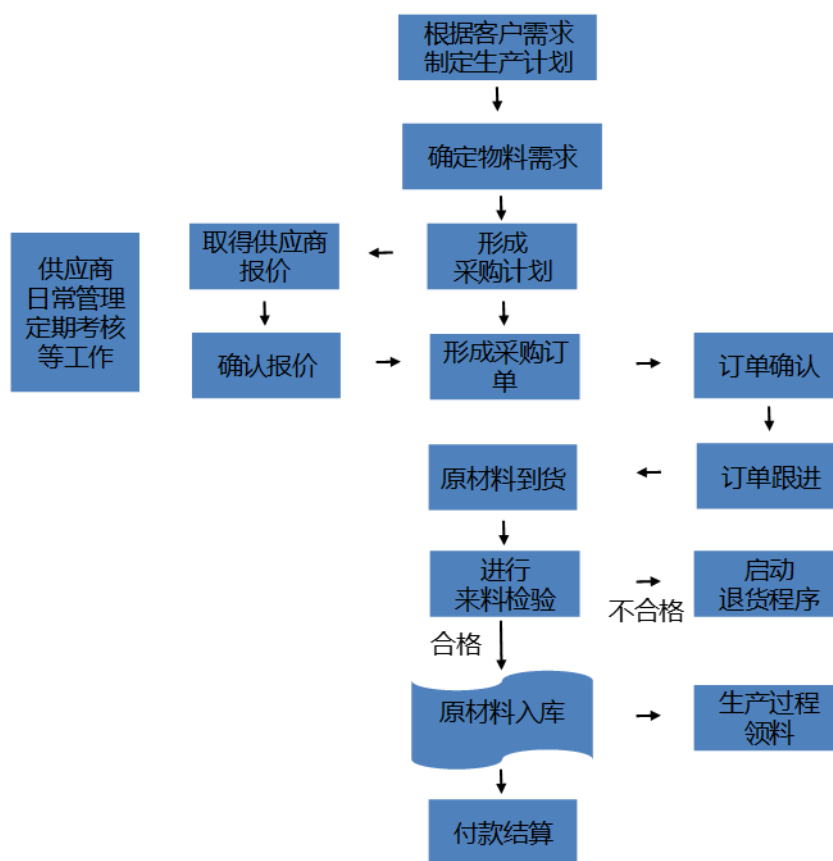 根据客户需求
制定生产计划
确定物料需求
供应商
日常管理
定期考核
等工作
取得供应商
报价
形成
采购计划
确认报价
形成采购订
单
订单确认
原材料到货
订单跟进
进行
来料检验
不合格
启动
退货程序
合格
原材料入库
生产过程
领料
付款结算